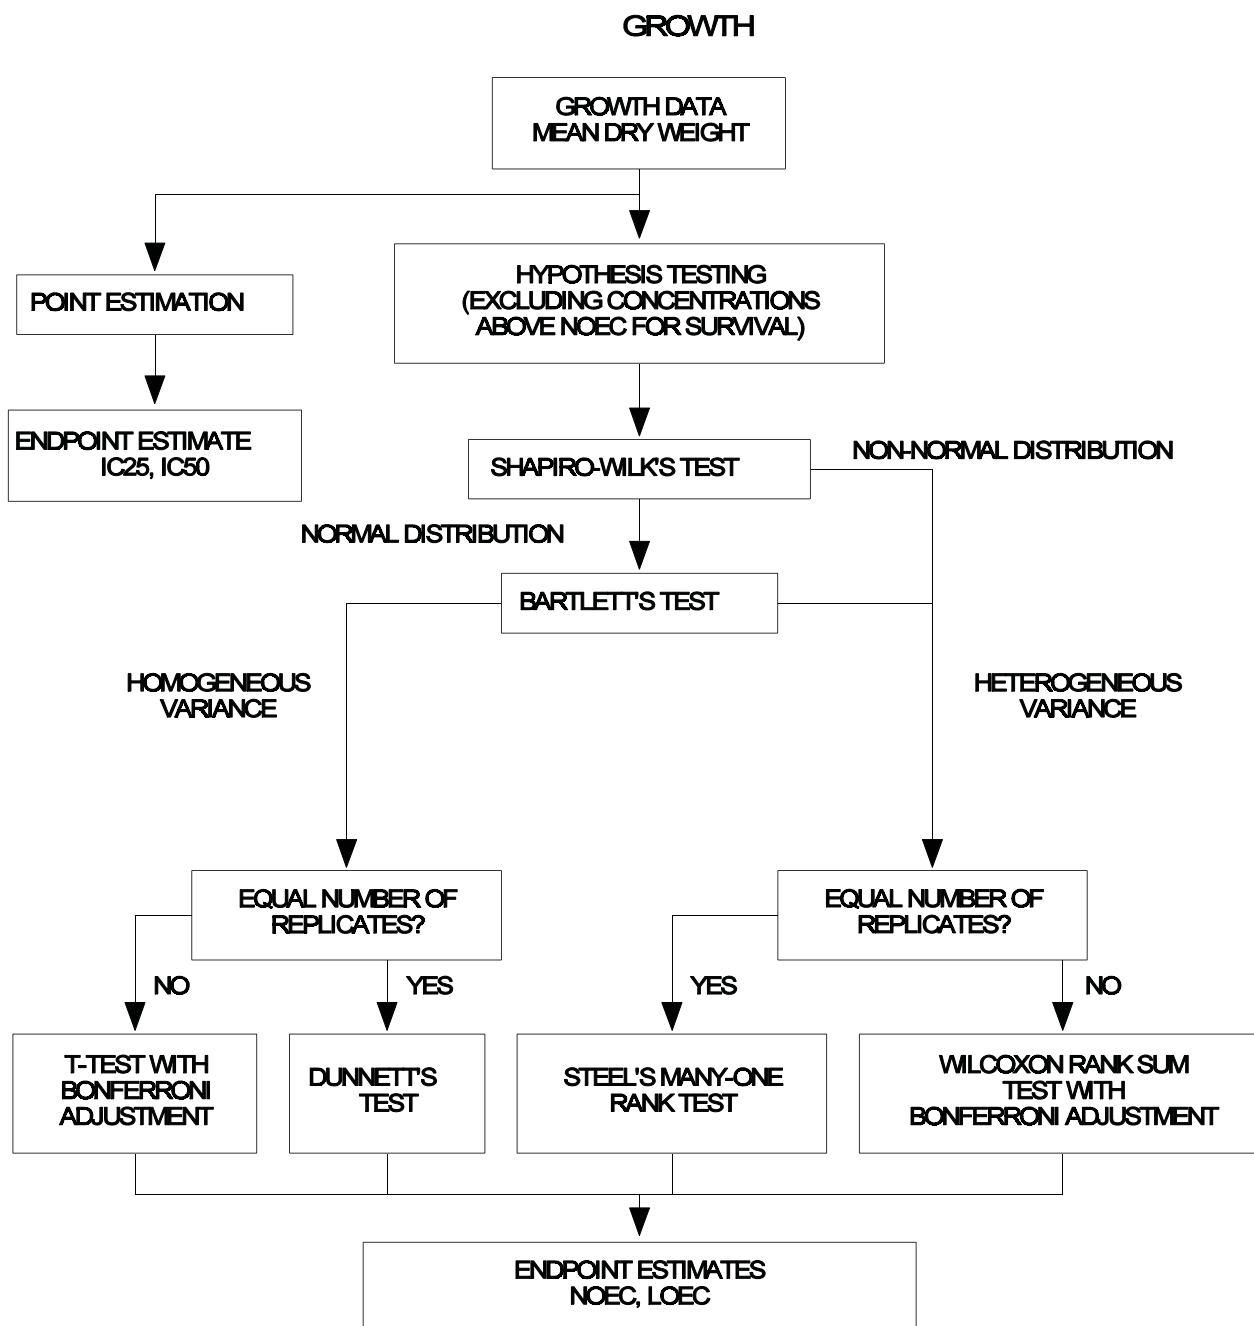 GROWTH
GROWTH DATA
MEAN DRY WEIGHT
POINT ESTIMATION
HYPOTHESIS TESTING
(EXCLUDING CONCENTRATIONS
ABOVE NOEC FOR SURVIVAL)
ENDPOINT ESTIMATE
IC25, IC50
SHAPIRO-WILK'S TEST
NON-NORMAL DISTRIBUTION
NORMAL DISTRIBUTION
BARTLETT'S TEST
HOMOGENEOUS
VARIANCE
HETEROGENEOUS
VARIANCE
EQUAL NUMBER OF
REPLICATES?
EQUAL NUMBER OF
REPLICATES?
NO
YES
YES
NO
T-TEST WITH
BONFERRONI
ADJUSTMENT
DUNNETT'S
TEST
STEEL'S MANY-ONE
RANK TEST
WILCOXON RANK SUM
TEST WITH
BONFERRONI ADJUSTMENT
ENDPOINT ESTIMATES
NOEC, LOEC